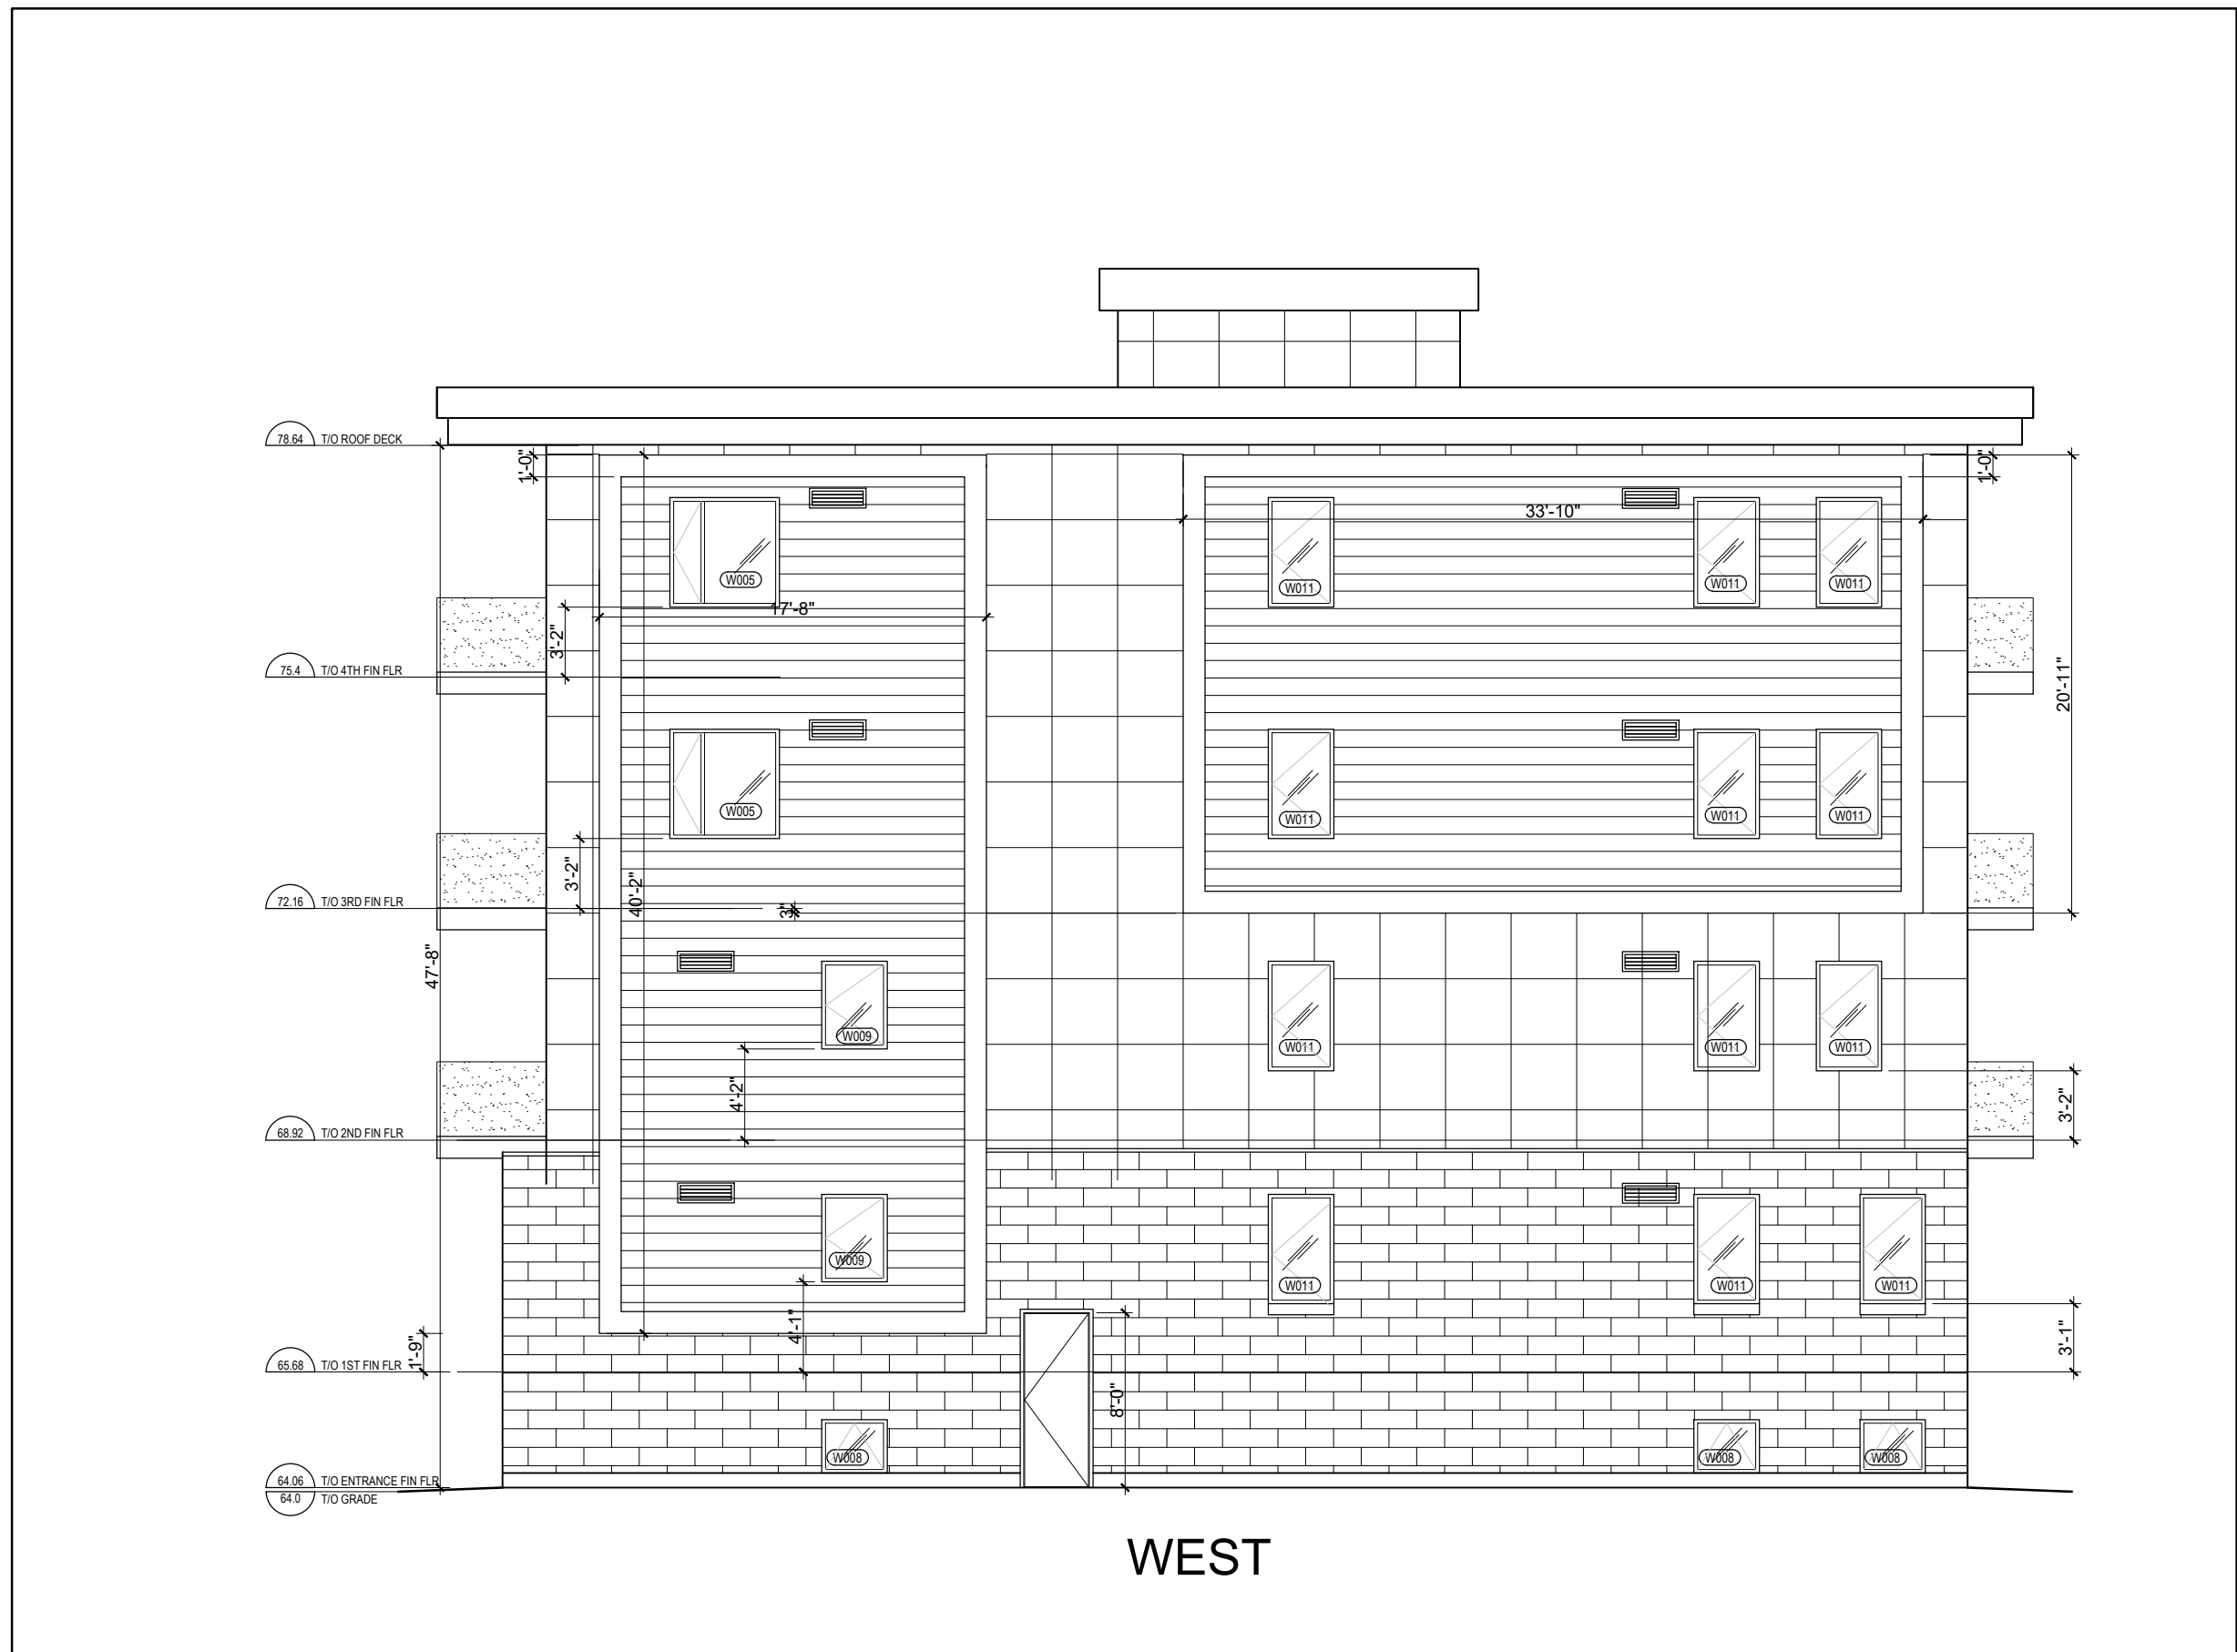 78.64 T/O ROOF DECK
1'-0"
1'-0"
33'-10"
W005
W011
W011
W011
17'-8"
3'-2"
75.4 T/O 4TH FIN FLR
20'-11"
W005
W011
W011
W011
3'-2"
40'-2"
72.16 T/O 3RD FIN FLR
3"
47'-8"
W009
W011
W011
W011
4'-2"
3'-2"
68.92 T/O 2ND FIN FLR
W009
W011
W011
W011
4'-1"
3'-1"
1'-9"
65.68 T/O 1ST FIN FLR
8'-0"
W008
W008
W008
64.06 T/O ENTRANCE FIN FLR
64.0 T/O GRADE
WEST